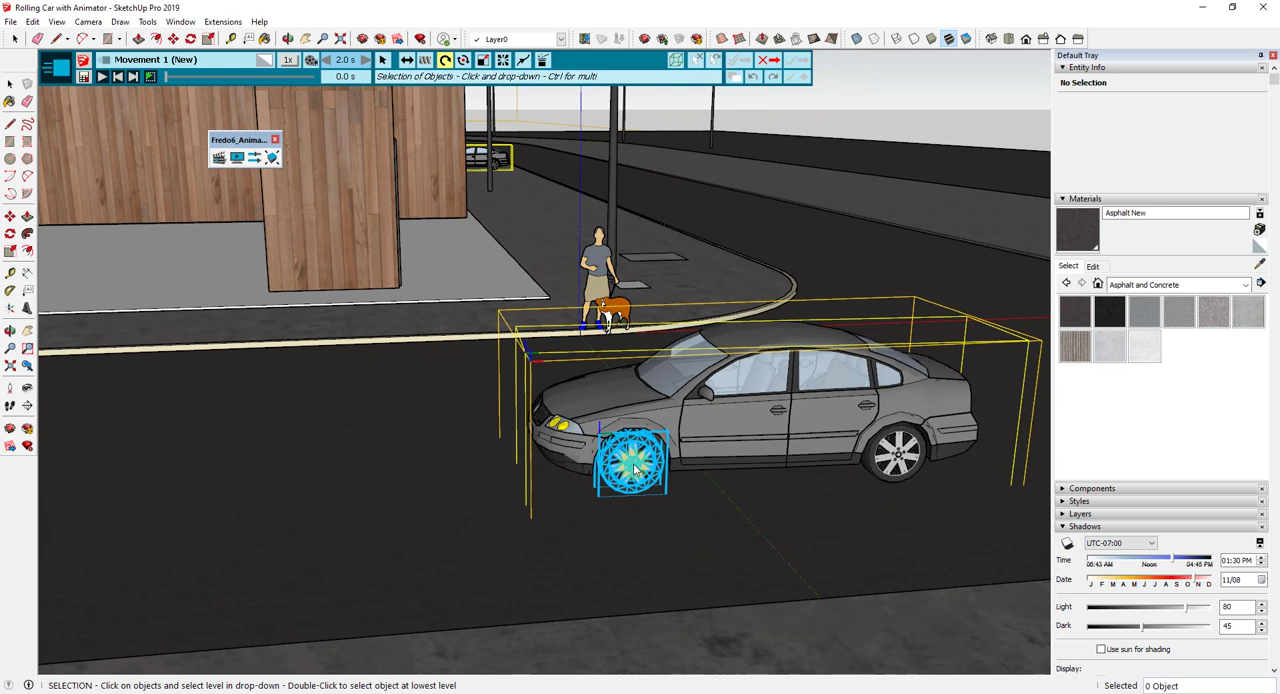 Rolling Car with Animator - SketchUp Pro 2019
File Edit View Camera Draw Tools Window Extensions Help
Layer0
Movement 1 (New) 1x 2.0 s
0.0 s Selection of Objects - Click and drop-down - Ctrl for multi
Fredo6_Anima...
Default Tray
Entity Info
No Selection
Materials
Asphalt New
Select Edit
Asphalt and Concrete
Components
Styles
Layers
Shadows
UTC-07:00
Time 01:30 PM
06:43 AM Noon 04:45 PM
Date 11/08
J F M A M J J A S O N D
Light 80
Dark 45
Use sun for shading
Display:
SELECTION - Click on objects and select level in drop-down - Double-Click to select object at lowest level
Selected 0 Object